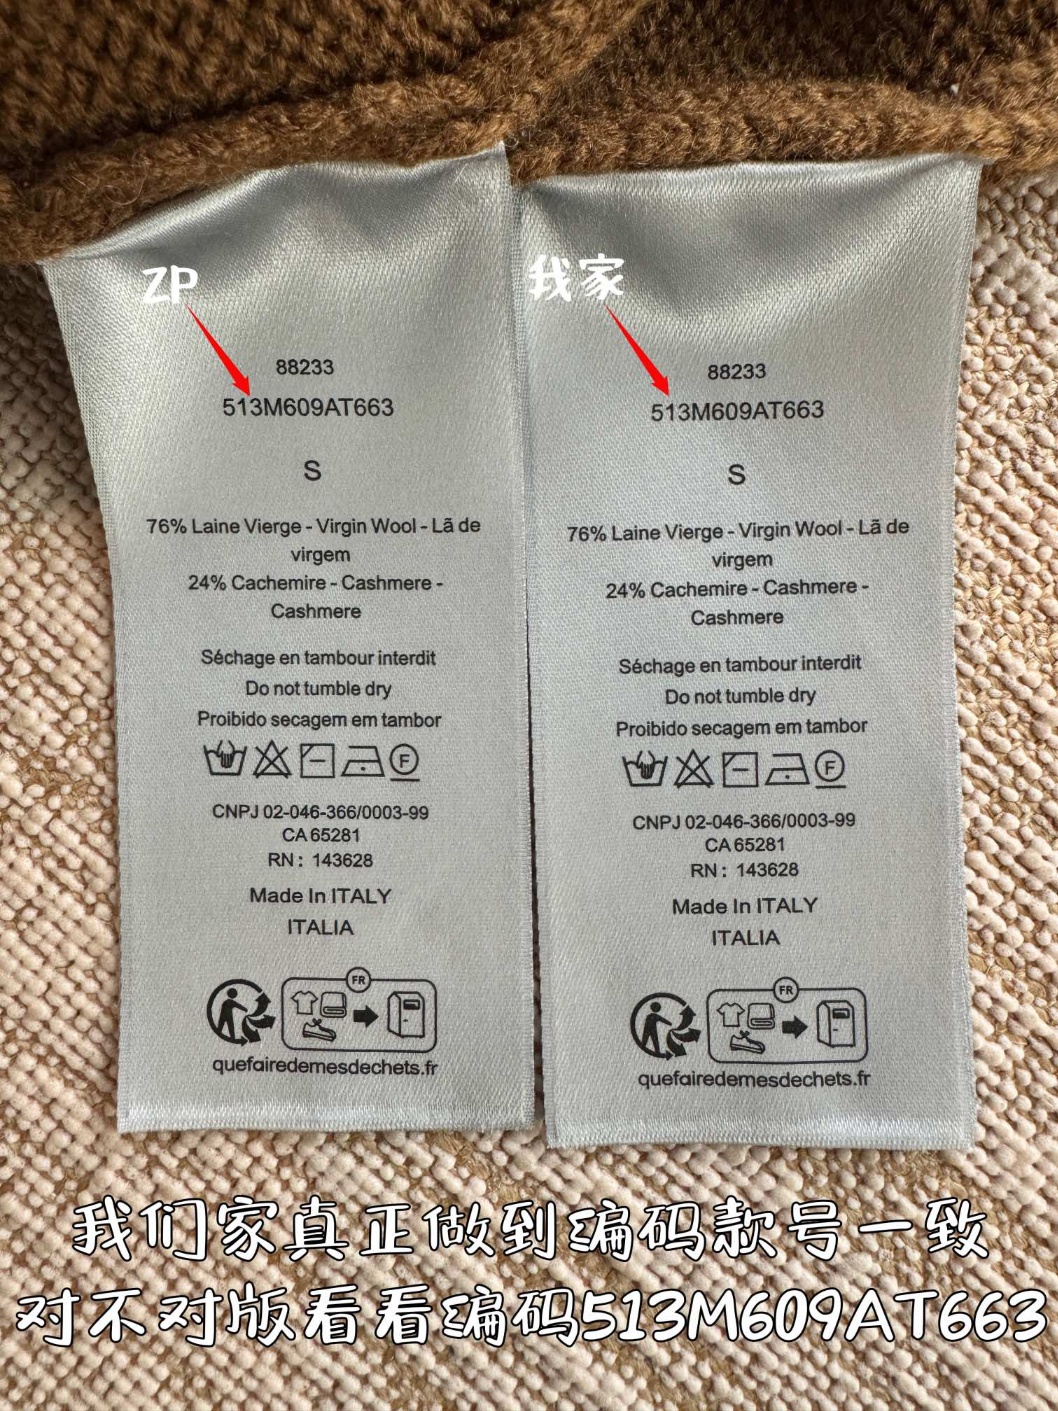 ZP
88233
513M609AT663
S
76% Laine Vierge - Virgin Wool - Lã de
virgem
24% Cachemire - Cashmere -
Cashmere
Séchage en tambour interdit
Do not tumble dry
Proibido secagem em tambor
F
CNPJ 02-046-366/0003-99
CA 65281
RN : 143628
Made In ITALY
ITALIA
FR
quefairedemesdechets.fr
我家
88233
513M609AT663
S
76% Laine Vierge - Virgin Wool - Lã de
virgem
24% Cachemire - Cashmere -
Cashmere
Séchage en tambour interdit
Do not tumble dry
Proibido secagem em tambor
F
CNPJ 02-046-366/0003-99
CA 65281
RN : 143628
Made In ITALY
ITALIA
FR
quefairedemesdechets.fr
我们家真正做到编码款号一致
对不对版看看编码513M609AT663